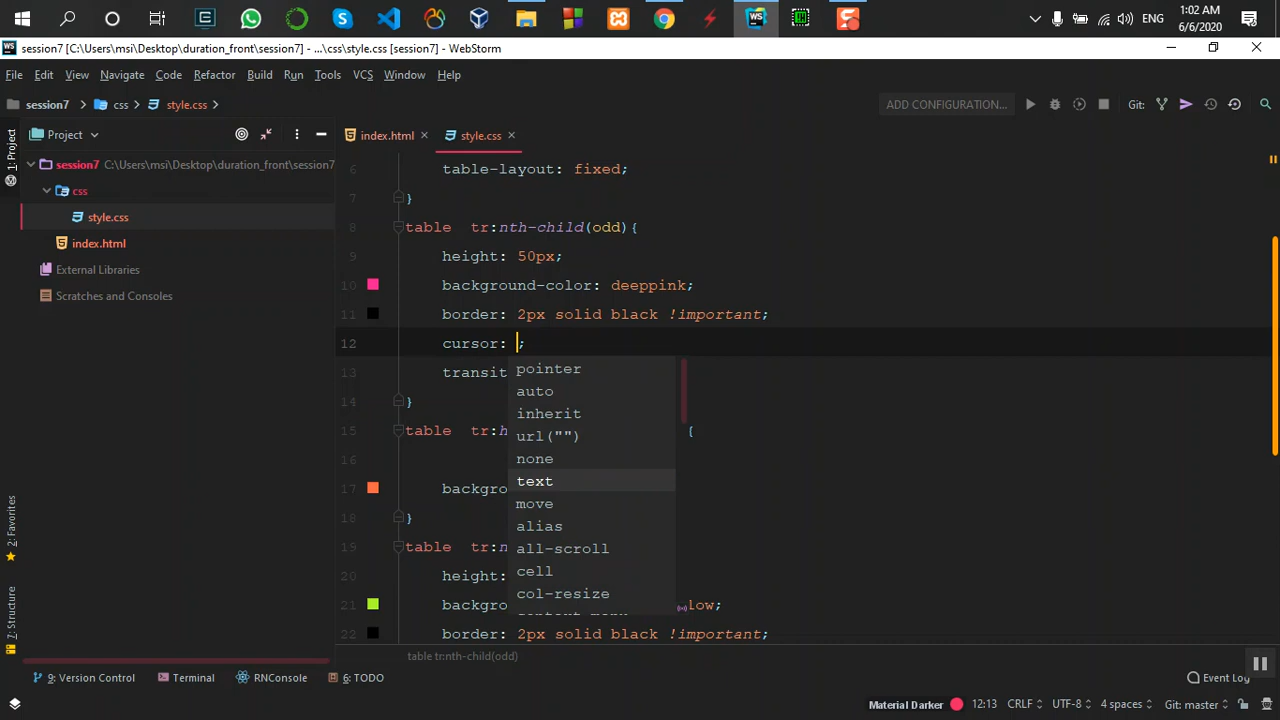 ENG
1:02 AM
6/6/2020
session7 [C:\Users\msi\Desktop\duration_front\session7] - ...\css\style.css [session7] - WebStorm
File Edit View Navigate Code Refactor Build Run Tools VCS Window Help
session7 css style.css
ADD CONFIGURATION...
Git:
1: Project
Project
index.html
style.css
session7 C:\Users\msi\Desktop\duration_front\session7
css
style.css
index.html
External Libraries
Scratches and Consoles
6 table-layout: fixed;
7 }
8 table tr:nth-child(odd){
9 height: 50px;
10 background-color: deeppink;
11 border: 2px solid black !important;
12 cursor: ;
13 transit
14 }
15 table tr:h {
16
17 backgro
18 }
19 table tr:n
20 height:
21 backgro low;
22 border: 2px solid black !important;
pointer
auto
inherit
url("")
none
text
move
alias
all-scroll
cell
col-resize
2: Favorites
7: Structure
table tr:nth-child(odd)
9: Version Control
Terminal
RNConsole
6: TODO
Event Log
Material Darker
12:13
CRLF
UTF-8
4 spaces
Git: master